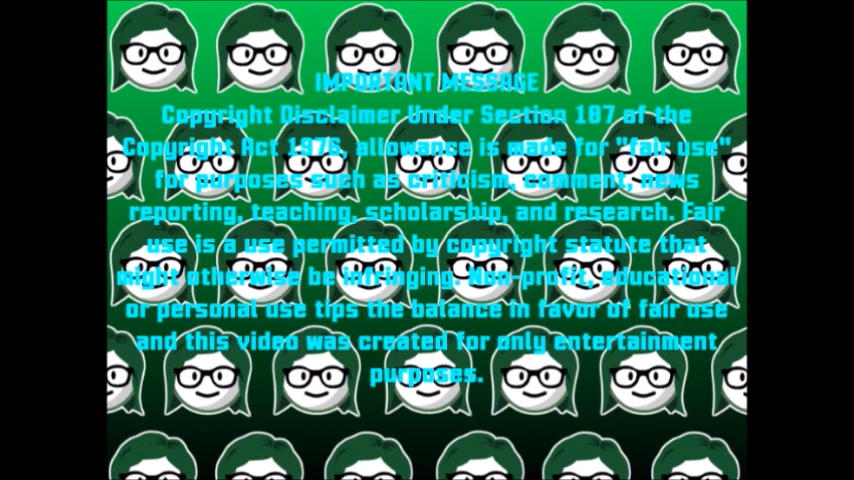 IMPORTANT MESSAGE
Copyright Disclaimer Under Section 107 of the
Copyright Act 1976, allowance is made for "fair use"
for purposes such as criticism, comment, news
reporting, teaching, scholarship, and research. Fair
use is a use permitted by copyright statute that
might otherwise be infringing. Non-profit, educational
or personal use tips the balance in favor of fair use
and this video was created for only entertainment
purposes.